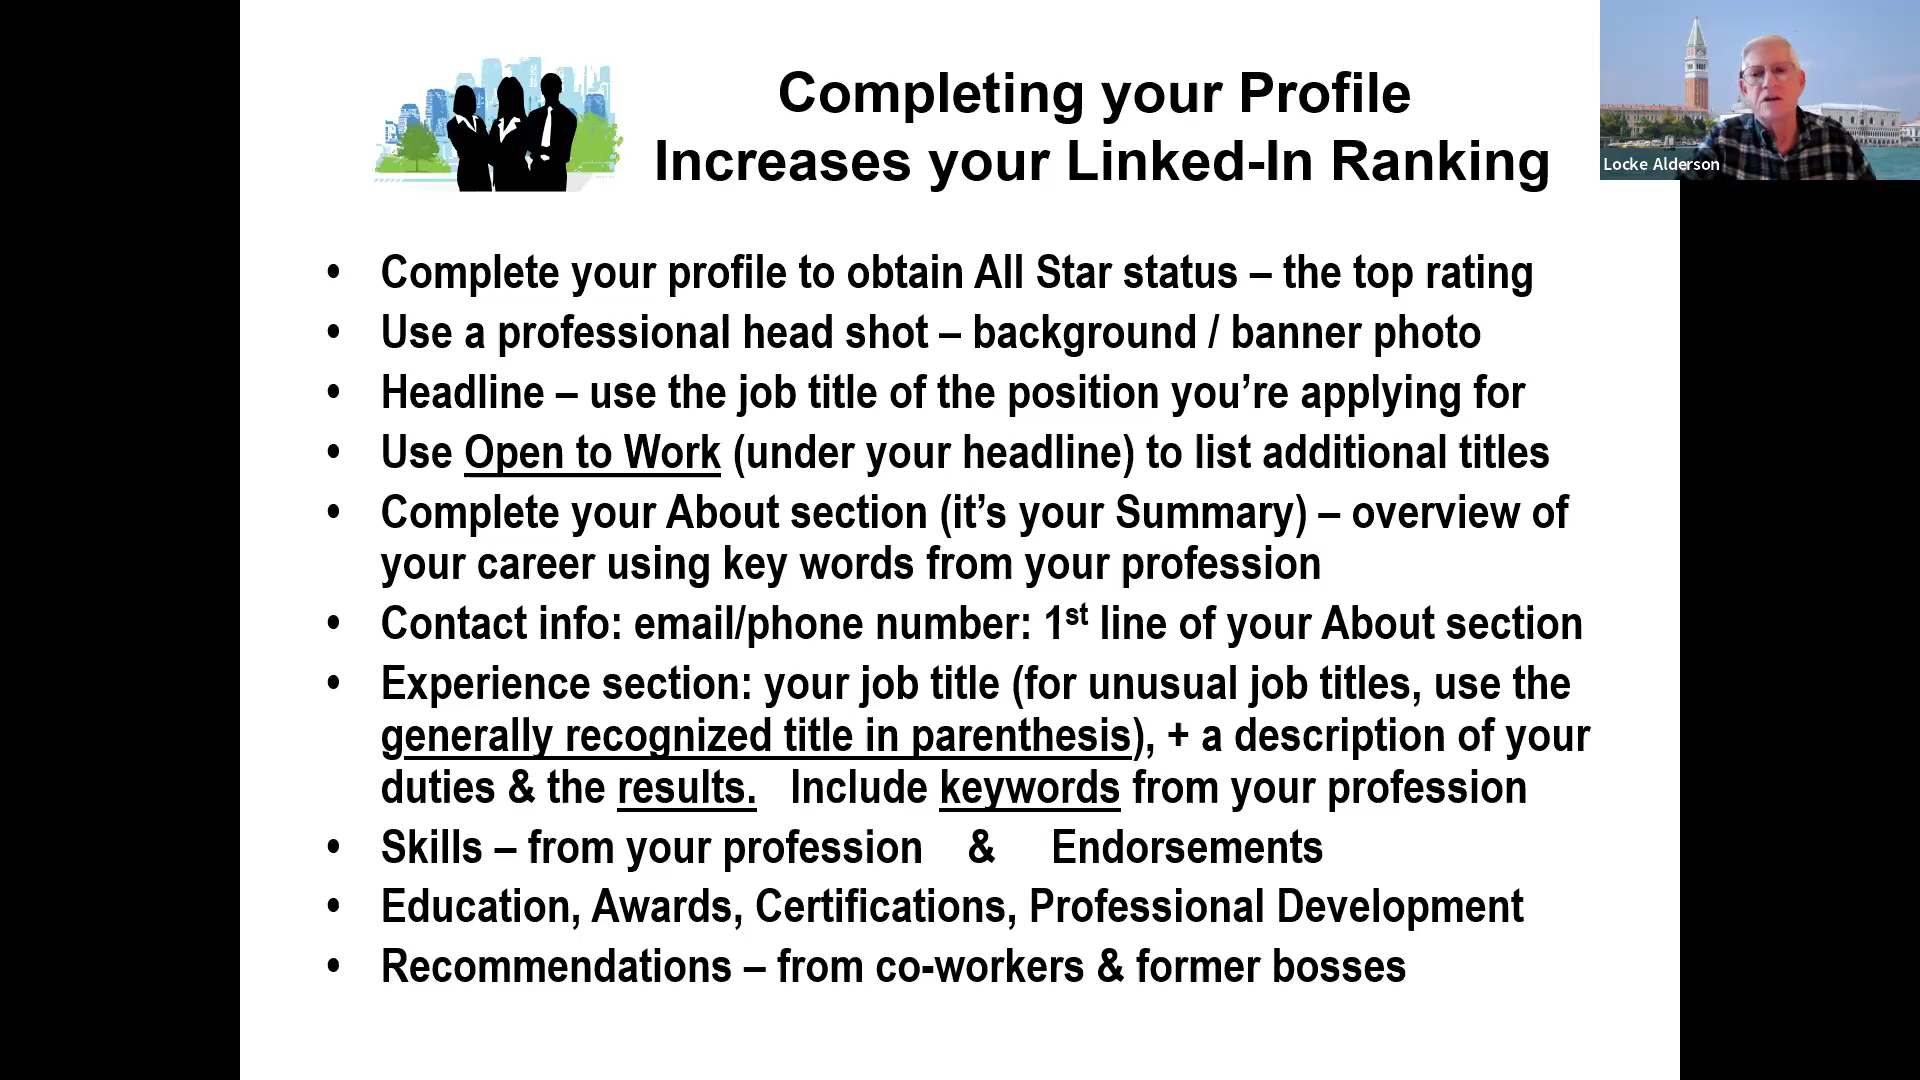 Completing your Profile
Increases your Linked-In Ranking
Locke Alderson
• Complete your profile to obtain All Star status – the top rating
• Use a professional head shot – background / banner photo
• Headline – use the job title of the position you’re applying for
• Use Open to Work (under your headline) to list additional titles
• Complete your About section (it’s your Summary) – overview of
your career using key words from your profession
• Contact info: email/phone number: 1st line of your About section
• Experience section: your job title (for unusual job titles, use the
generally recognized title in parenthesis), + a description of your
duties & the results. Include keywords from your profession
• Skills – from your profession & Endorsements
• Education, Awards, Certifications, Professional Development
• Recommendations – from co-workers & former bosses